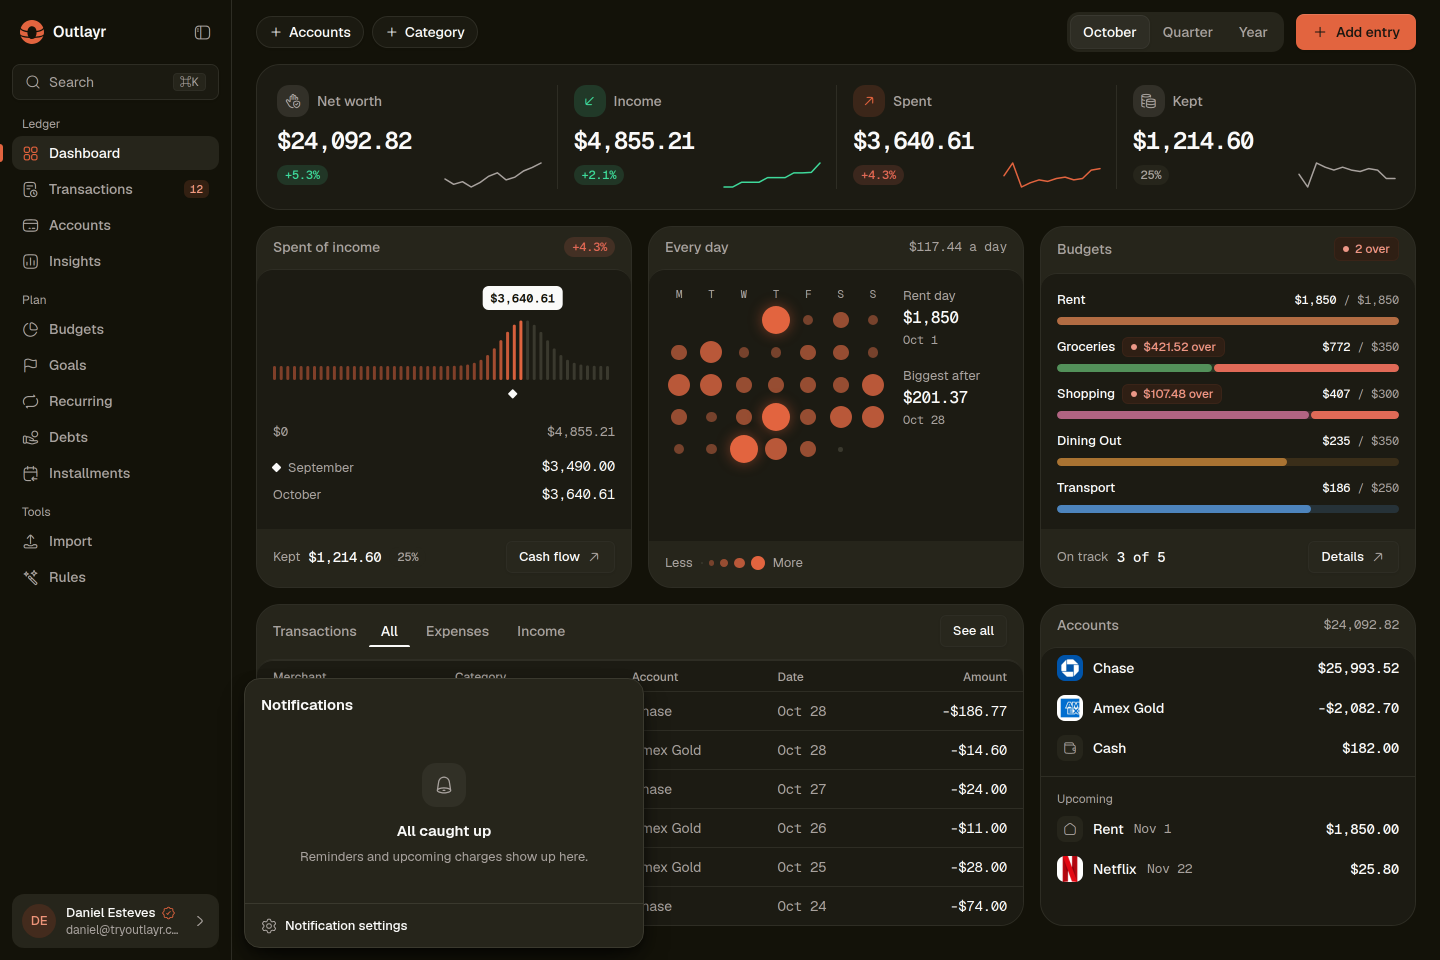 Outlayr
Search ⌘K
Ledger
Dashboard
Transactions 12
Accounts
Insights
Plan
Budgets
Goals
Recurring
Debts
Installments
Tools
Import
Rules
DE
Daniel Esteves
daniel@tryoutlayr.c...
+ Accounts
+ Category
October Quarter Year
+ Add entry
Net worth
$24,092.82
+5.3%
Income
$4,855.21
+2.1%
Spent
$3,640.61
+4.3%
Kept
$1,214.60
25%
Spent of income +4.3%
$3,640.61
$0 $4,855.21
September $3,490.00
October $3,640.61
Kept $1,214.60 25% Cash flow
Every day $117.44 a day
M T W T F S S
Rent day
$1,850
Oct 1
Biggest after
$201.37
Oct 28
Less More
Budgets 2 over
Rent $1,850 / $1,850
Groceries $421.52 over $772 / $350
Shopping $107.48 over $407 / $300
Dining Out $235 / $350
Transport $186 / $250
On track 3 of 5 Details
Transactions All Expenses Income See all
Merchant Category Account Date Amount
hase Oct 28 -$186.77
mex Gold Oct 28 -$14.60
hase Oct 27 -$24.00
mex Gold Oct 26 -$11.00
mex Gold Oct 25 -$28.00
hase Oct 24 -$74.00
Notifications
All caught up
Reminders and upcoming charges show up here.
Notification settings
Accounts $24,092.82
Chase $25,993.52
AM
EX
Amex Gold -$2,082.70
Cash $182.00
Upcoming
Rent Nov 1 $1,850.00
N
Netflix Nov 22 $25.80